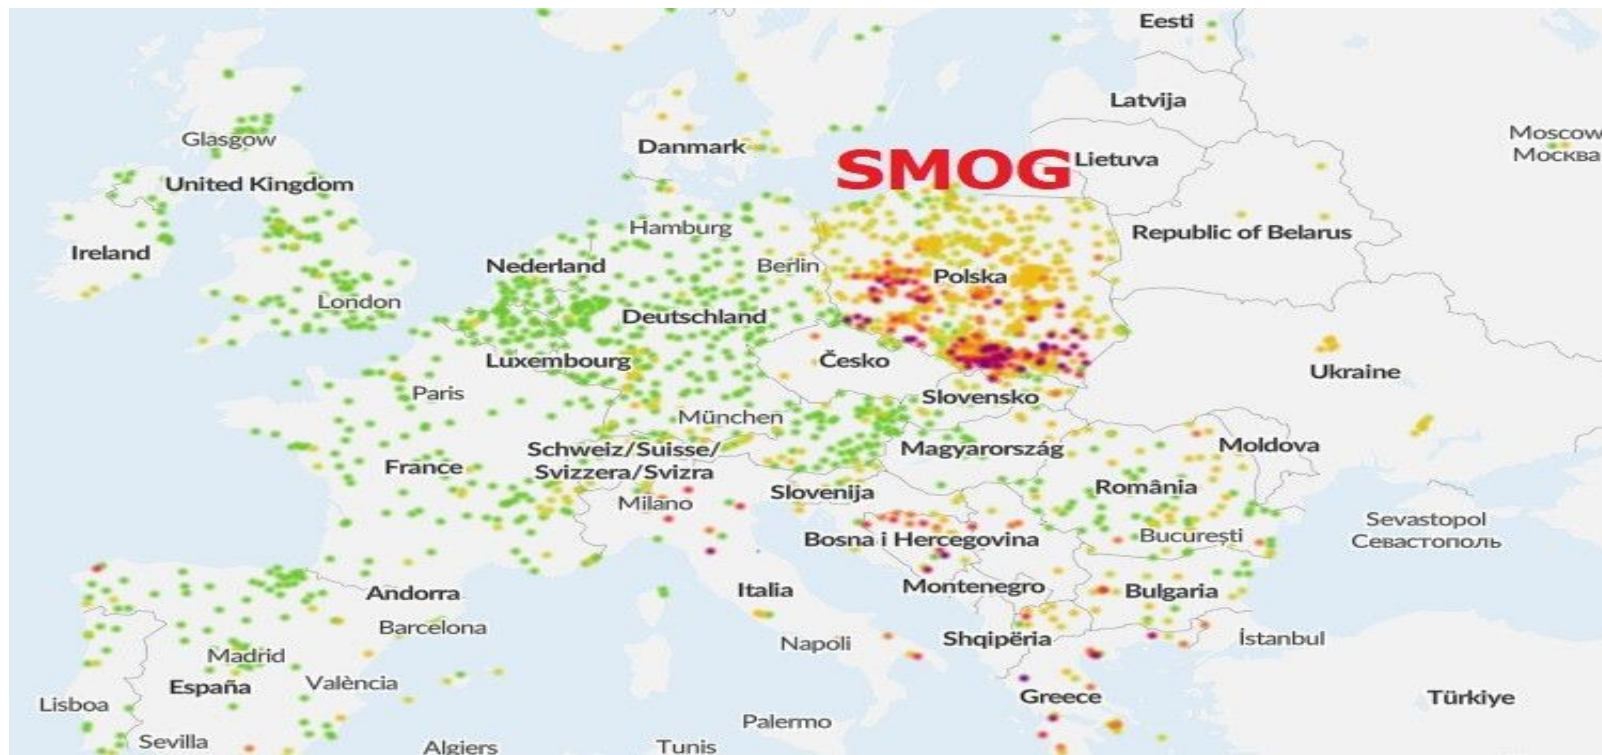 Eesti
Latvija
Glasgow
Danmark
SMOG
Lietuva
Moscow
Москва
United Kingdom
Ireland
Hamburg
Republic of Belarus
Nederland
Berlin
Polska
London
Deutschland
Luxembourg
Česko
Ukraine
Paris
Slovensko
München
Schweiz/Suisse/
Svizzera/Svizra
Magyarország
Moldova
France
România
Milano
Slovenija
Sevastopol
Севастополь
Bosna i Hercegovina
București
Andorra
Italia
Montenegro
Bulgaria
Barcelona
Napoli
Shqipëria
İstanbul
Madrid
España
València
Greece
Türkiye
Lisboa
Palermo
Sevilla
Algiers
Tunis